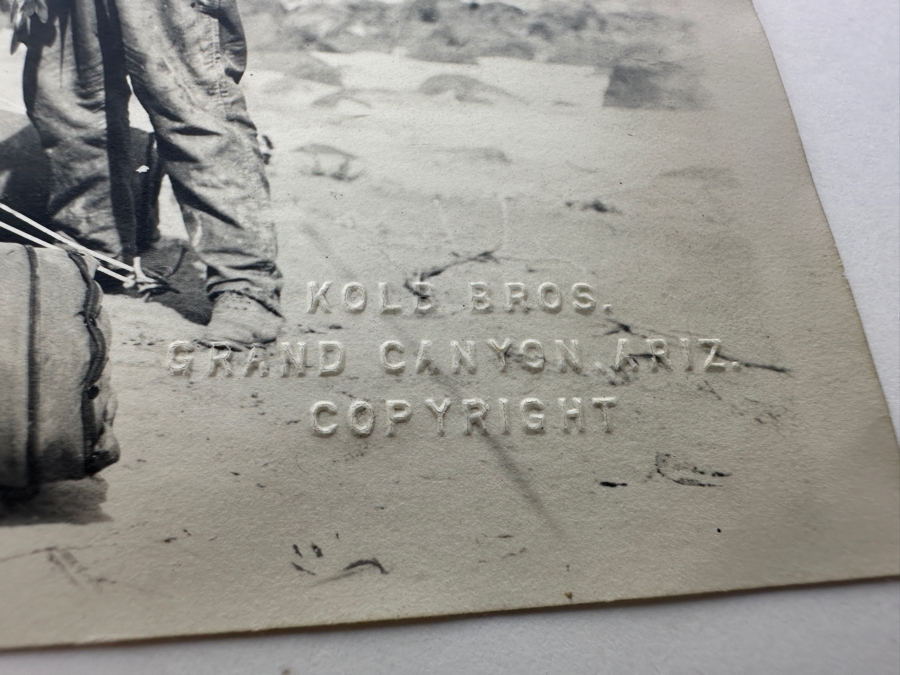 KOLB BROS.
GRAND CANYON, ARIZ.
COPYRIGHT